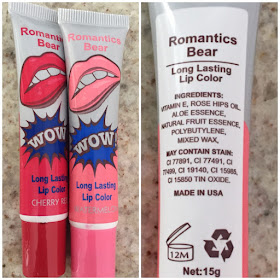 Romantics
Bear
WOW!
Long Lasting
Lip Color
CHERRY RED
Romantics
Bear
WOW!
Long Lasting
Lip Color
Romantics
Bear
Long Lasting
Lip Color
INGREDIENTS:
VITAMIN E, ROSE HIPS OIL,
ALOE ESSENCE,
NATURAL FRUIT ESSENCE,
POLYBUTYLENE,
MIXED WAX,
MAY CONTAIN:
CI 77891, CI 77491, CI
77499, CI 19140, CI 15985,
CI 15850 TIN OXIDE.
MADE IN USA
12M
Net:15g